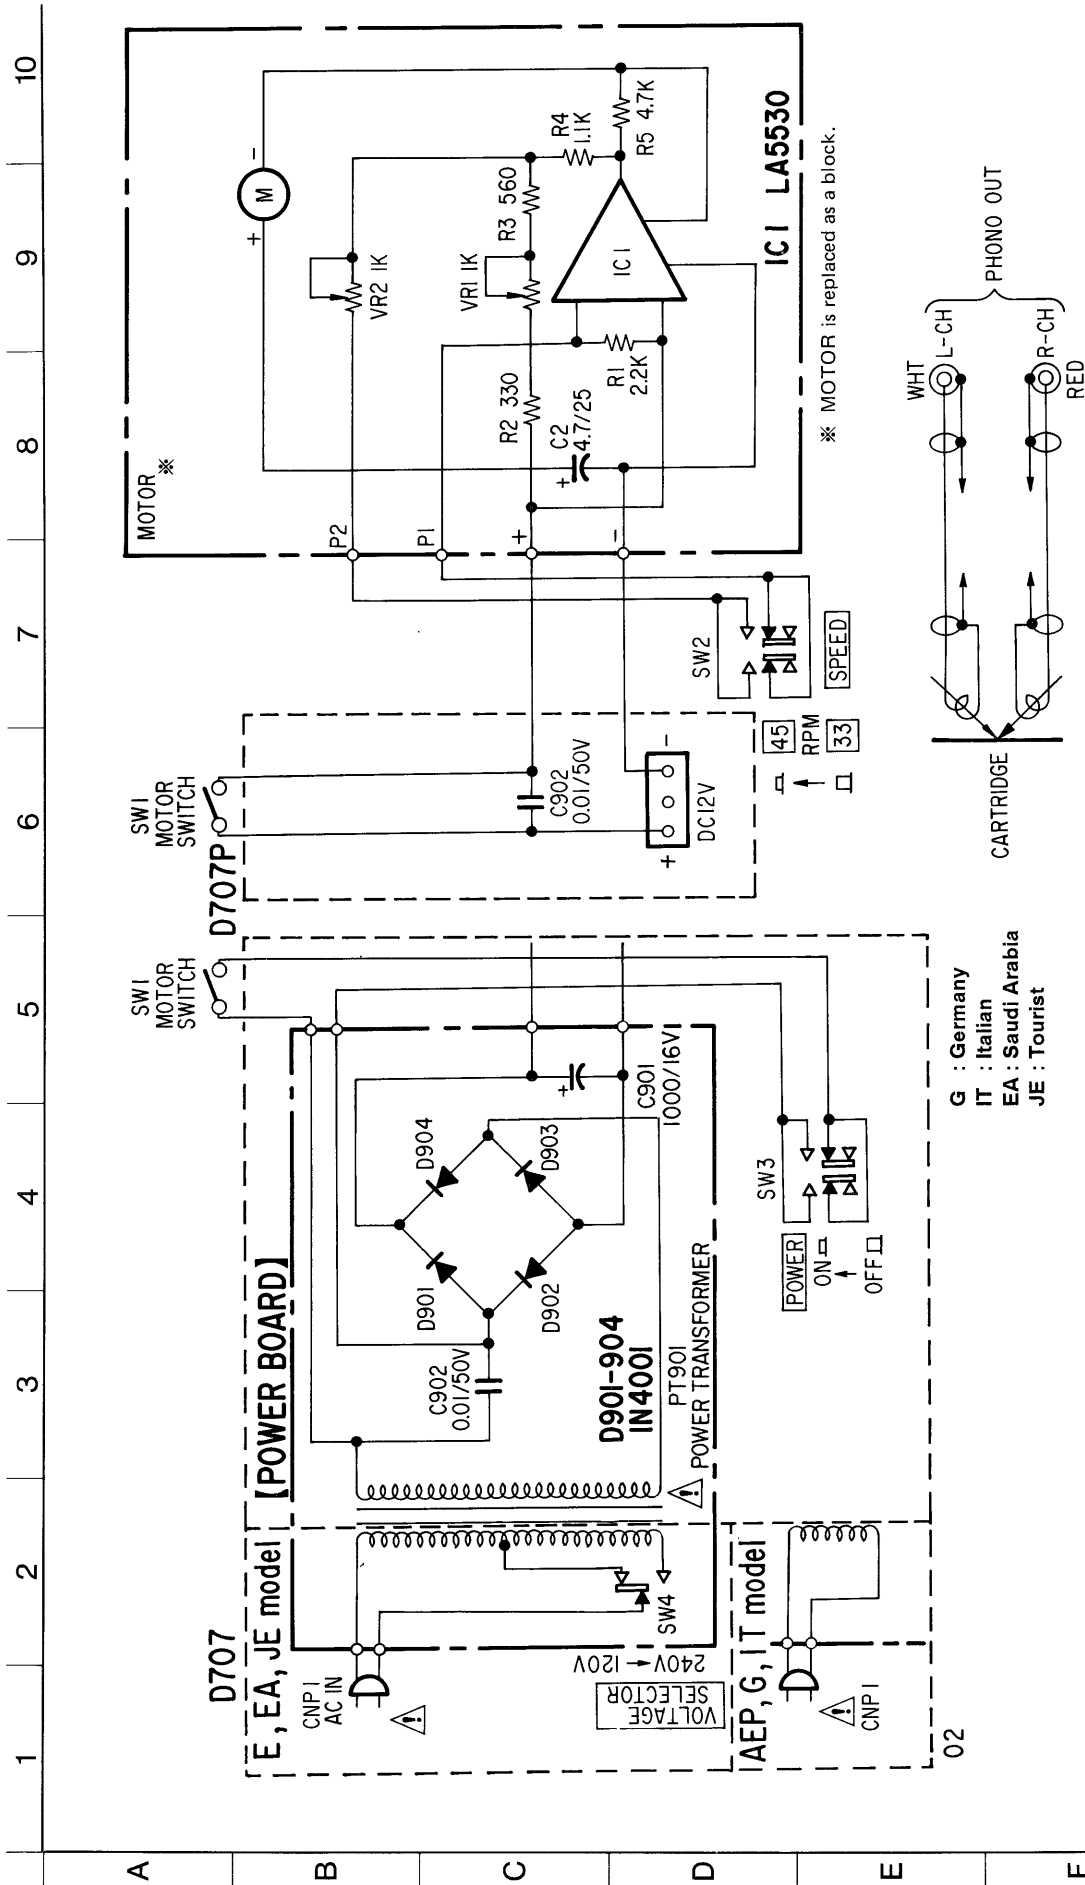 1
2
3
4
5
6
7
8
9
10
A
B
C
D
E
F
D707
E, EA, JE model
[POWER BOARD]
CNP1
AC IN
VOLTAGE
SELECTOR
240V ← 120V
SW4
AEP, G, IT model
CNP1
02
C902
0.01/50V
D901
D902
D903
D904
D901-904
1N4001
PT901
POWER TRANSFORMER
C901
1000/16V
+
SW1
MOTOR
SWITCH
SW3
POWER
ON
OFF
G : Germany
IT : Italian
EA : Saudi Arabia
JE : Tourist
D707P
SW1
MOTOR
SWITCH
C902
0.01/50V
+
-
DC12V
SW2
SPEED
45
RPM
33
MOTOR ※
P2
P1
+
-
+ M -
VR2 1K
R2 330
VR1 1K
R3 560
R4
1.1K
R5 4.7K
C2
4.7/25
+
R1
2.2K
IC1
IC1 LA5530
※ MOTOR is replaced as a block.
CARTRIDGE
WHT
L-CH
R-CH
RED
PHONO OUT